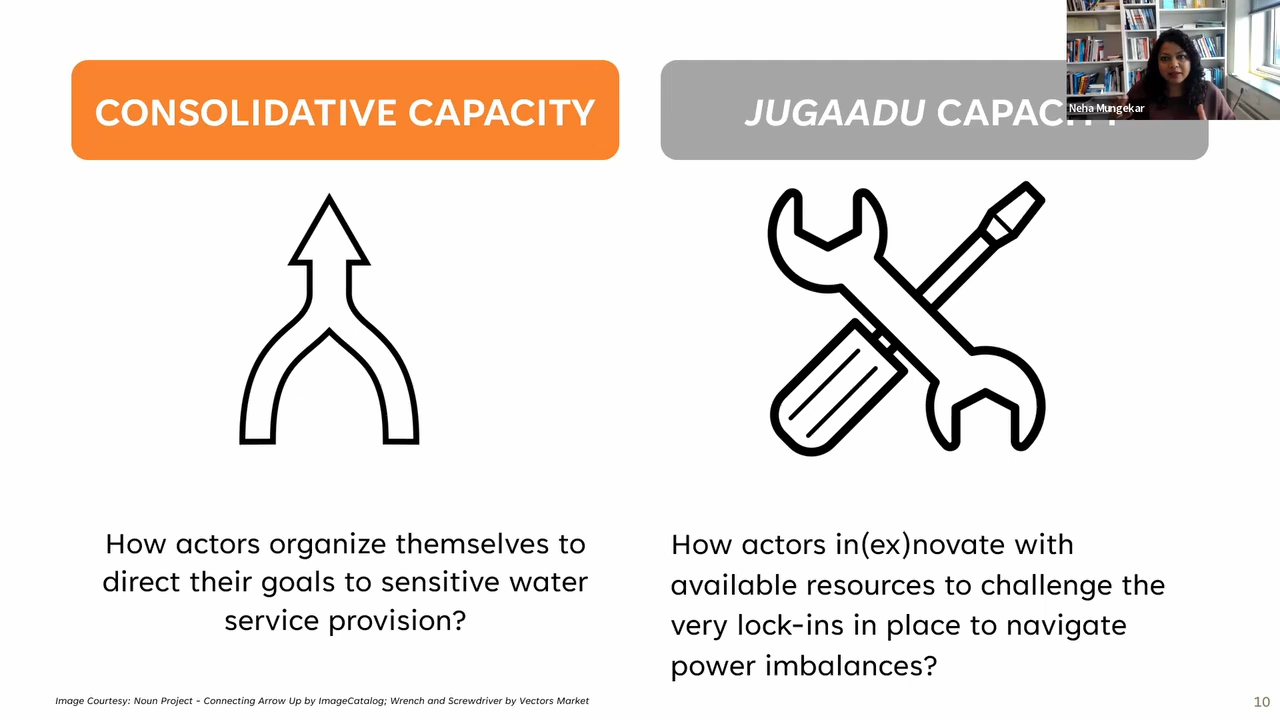 CONSOLIDATIVE CAPACITY
JUGAADU CAPACITY
Neha Mungekar
How actors organize themselves to
direct their goals to sensitive water
service provision?
How actors in(ex)novate with
available resources to challenge the
very lock-ins in place to navigate
power imbalances?
Image Courtesy: Noun Project - Connecting Arrow Up by ImageCatalog; Wrench and Screwdriver by Vectors Market
10